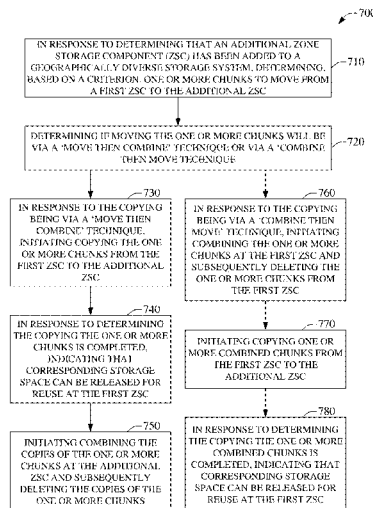 700
IN RESPONSE TO DETERMINING THAT AN ADDITIONAL ZONE
STORAGE COMPONENT (ZSC) HAS BEEN ADDED TO A
GEOGRAPHICALLY DIVERSE STORAGE SYSTEM, DETERMINING,
BASED ON A CRITERION, ONE OR MORE CHUNKS TO MOVE FROM
A FIRST ZSC TO THE ADDITIONAL ZSC
710
DETERMINING IF MOVING THE ONE OR MORE CHUNKS WILL BE
VIA A 'MOVE THEN COMBINE' TECHNIQUE OR VIA A 'COMBINE
THEN MOVE TECHNIQUE
720
730
IN RESPONSE TO THE COPYING
BEING VIA A 'MOVE THEN
COMBINE' TECHNIQUE,
INITIATING COPYING THE ONE
OR MORE CHUNKS FROM THE
FIRST ZSC TO THE ADDITIONAL
ZSC
740
IN RESPONSE TO DETERMINING
THE COPYING THE ONE OR MORE
CHUNKS IS COMPLETED,
INDICATING THAT
CORRESPONDING STORAGE
SPACE CAN BE RELEASED FOR
REUSE AT THE FIRST ZSC
750
INITIATING COMBINING THE
COPIES OF THE ONE OR MORE
CHUNKS AT THE ADDITIONAL
ZSC AND SUBSEQUENTLY
DELETING THE COPIES OF THE
ONE OR MORE CHUNKS
760
IN RESPONSE TO THE COPYING
BEING VIA A 'COMBINE THEN
MOVE' TECHNIQUE, INITIATING
COMBINING THE ONE OR MORE
CHUNKS AT THE FIRST ZSC AND
SUBSEQUENTLY DELETING THE
ONE OR MORE CHUNKS FROM
THE FIRST ZSC
770
INITIATING COPYING ONE OR
MORE COMBINED CHUNKS FROM
THE FIRST ZSC TO THE
ADDITIONAL ZSC
780
IN RESPONSE TO DETERMINING
THE COPYING THE ONE OR MORE
COMBINED CHUNKS IS
COMPLETED, INDICATING THAT
CORRESPONDING STORAGE
SPACE CAN BE RELEASED FOR
REUSE AT THE FIRST ZSC